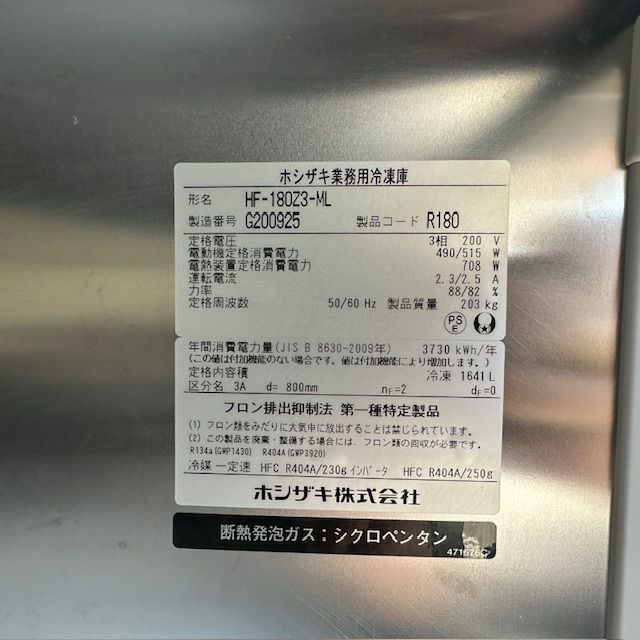 ホシザキ業務用冷凍庫
形名 HF-180Z3-ML
製造番号 G200925 製品コード R180
定格電圧 3相 200 V
電動機定格消費電力 490/515 W
電熱装置定格消費電力 708 W
運転電流 2.3/2.5 A
力率 88/82 %
定格周波数 50/60 Hz 製品質量 203 kg
PS E
年間消費電力量(JIS B 8630-2009年) 3730 kWh/年
(この値は付加機能のない場合です。値は付加機能により増加します。)
定格内容積 冷凍 1641 L
区分名 3A d= 800mm nF=2 dF=0
フロン排出抑制法 第一種特定製品
(1) フロン類をみだりに大気中に放出することは禁じられています。
(2) この製品を廃棄・整備する場合には、フロン類の回収が必要です。
R134a(GWP1430) R404A(GWP3920)
冷媒 一定速 HFC R404A/230g インバータ HFC R404A/250g
ホシザキ株式会社
断熱発泡ガス：シクロペンタン
471676C